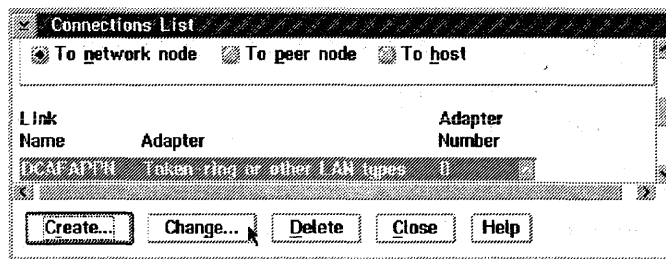 Connections List
To network node To peer node To host
Link Adapter
Name Adapter Number
DCAFAPPN Token-ring or other LAN types 0
Create... Change... Delete Close Help